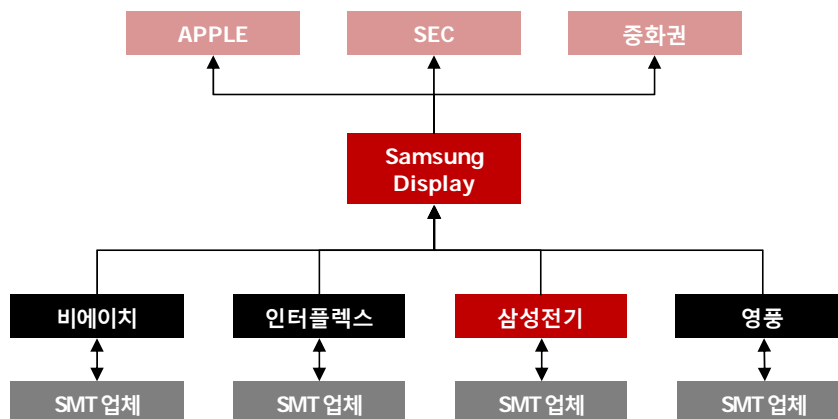 APPLE
SEC
중화권
Samsung
Display
비에이치
인터플렉스
삼성전기
영풍
SMT 업체
SMT 업체
SMT 업체
SMT 업체